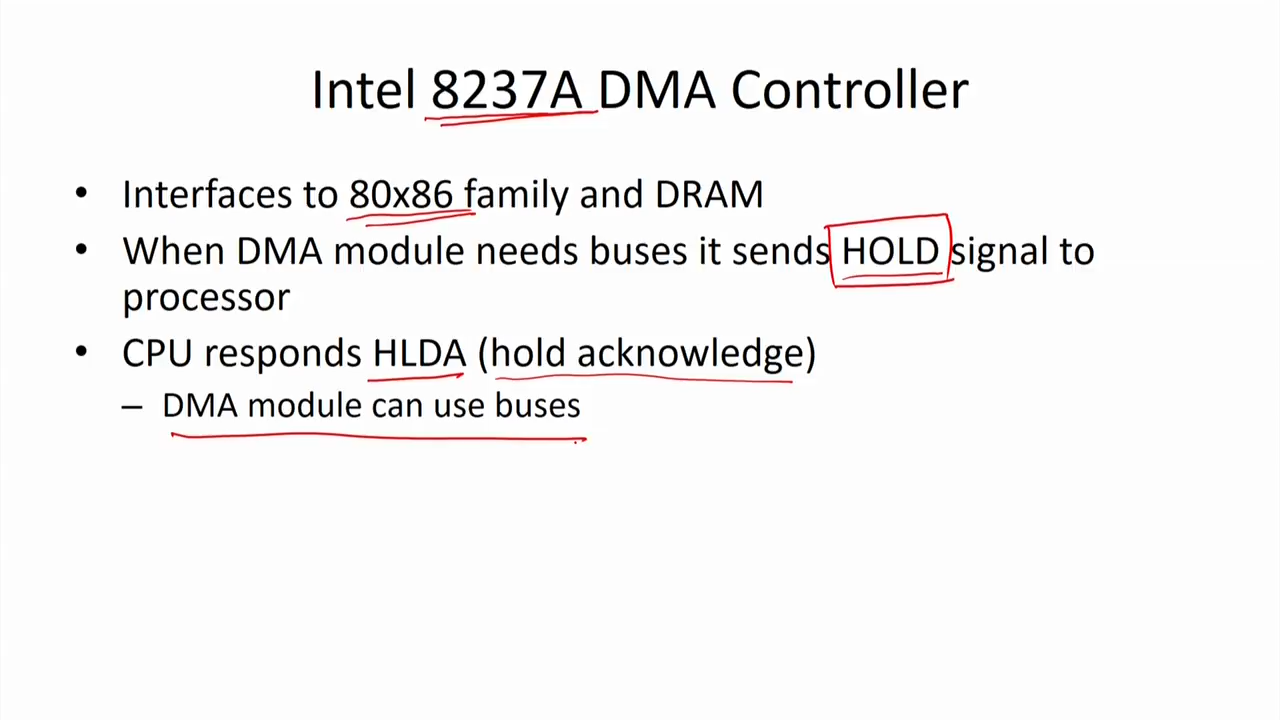 Intel 8237A DMA Controller
• Interfaces to 80x86 family and DRAM
• When DMA module needs buses it sends HOLD signal to
processor
• CPU responds HLDA (hold acknowledge)
– DMA module can use buses